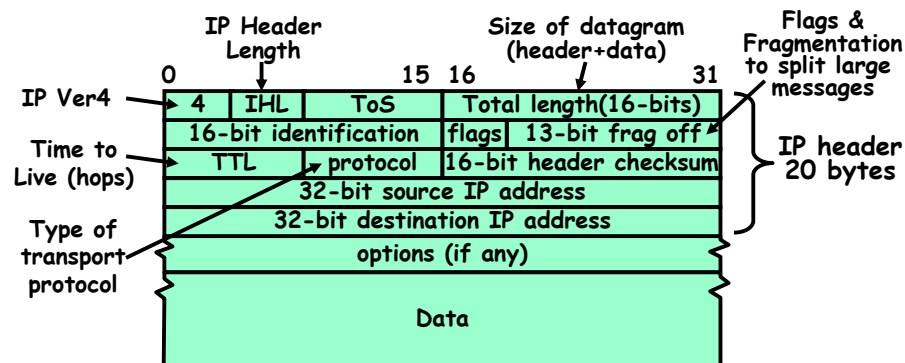 IP Header
Length
Size of datagram
(header+data)
Flags &
Fragmentation
to split large
messages
0
15
16
31
IP Ver4
4
IHL
ToS
Total length(16-bits)
16-bit identification
flags
13-bit frag off
Time to
Live (hops)
TTL
protocol
16-bit header checksum
IP header
20 bytes
32-bit source IP address
32-bit destination IP address
Type of
transport
protocol
options (if any)
Data